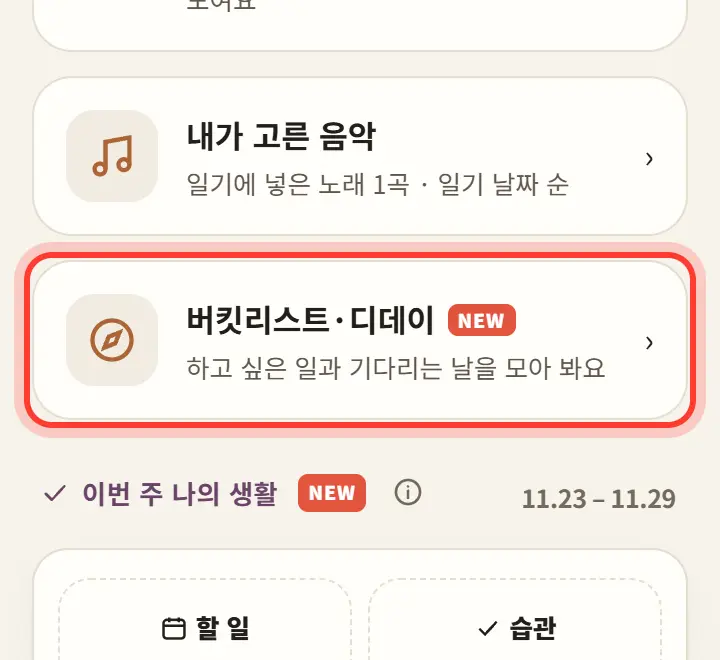 모여요
내가 고른 음악
일기에 넣은 노래 1곡 · 일기 날짜 순
버킷리스트·디데이 NEW
하고 싶은 일과 기다리는 날을 모아 봐요
이번 주 나의 생활 NEW
11.23 – 11.29
할 일
습관